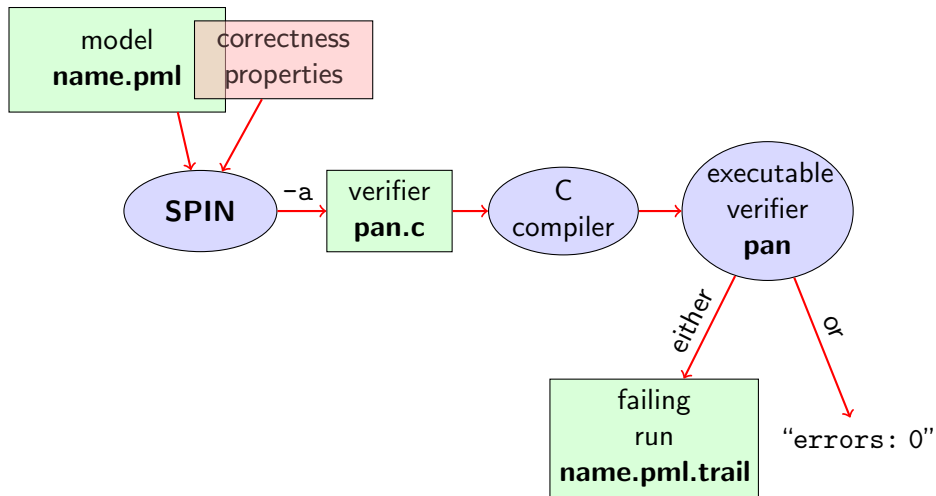 model
name.pml
correctness
properties
SPIN
-a
verifier
pan.c
C
compiler
executable
verifier
pan
either
or
failing
run
name.pml.trail
“errors: 0”